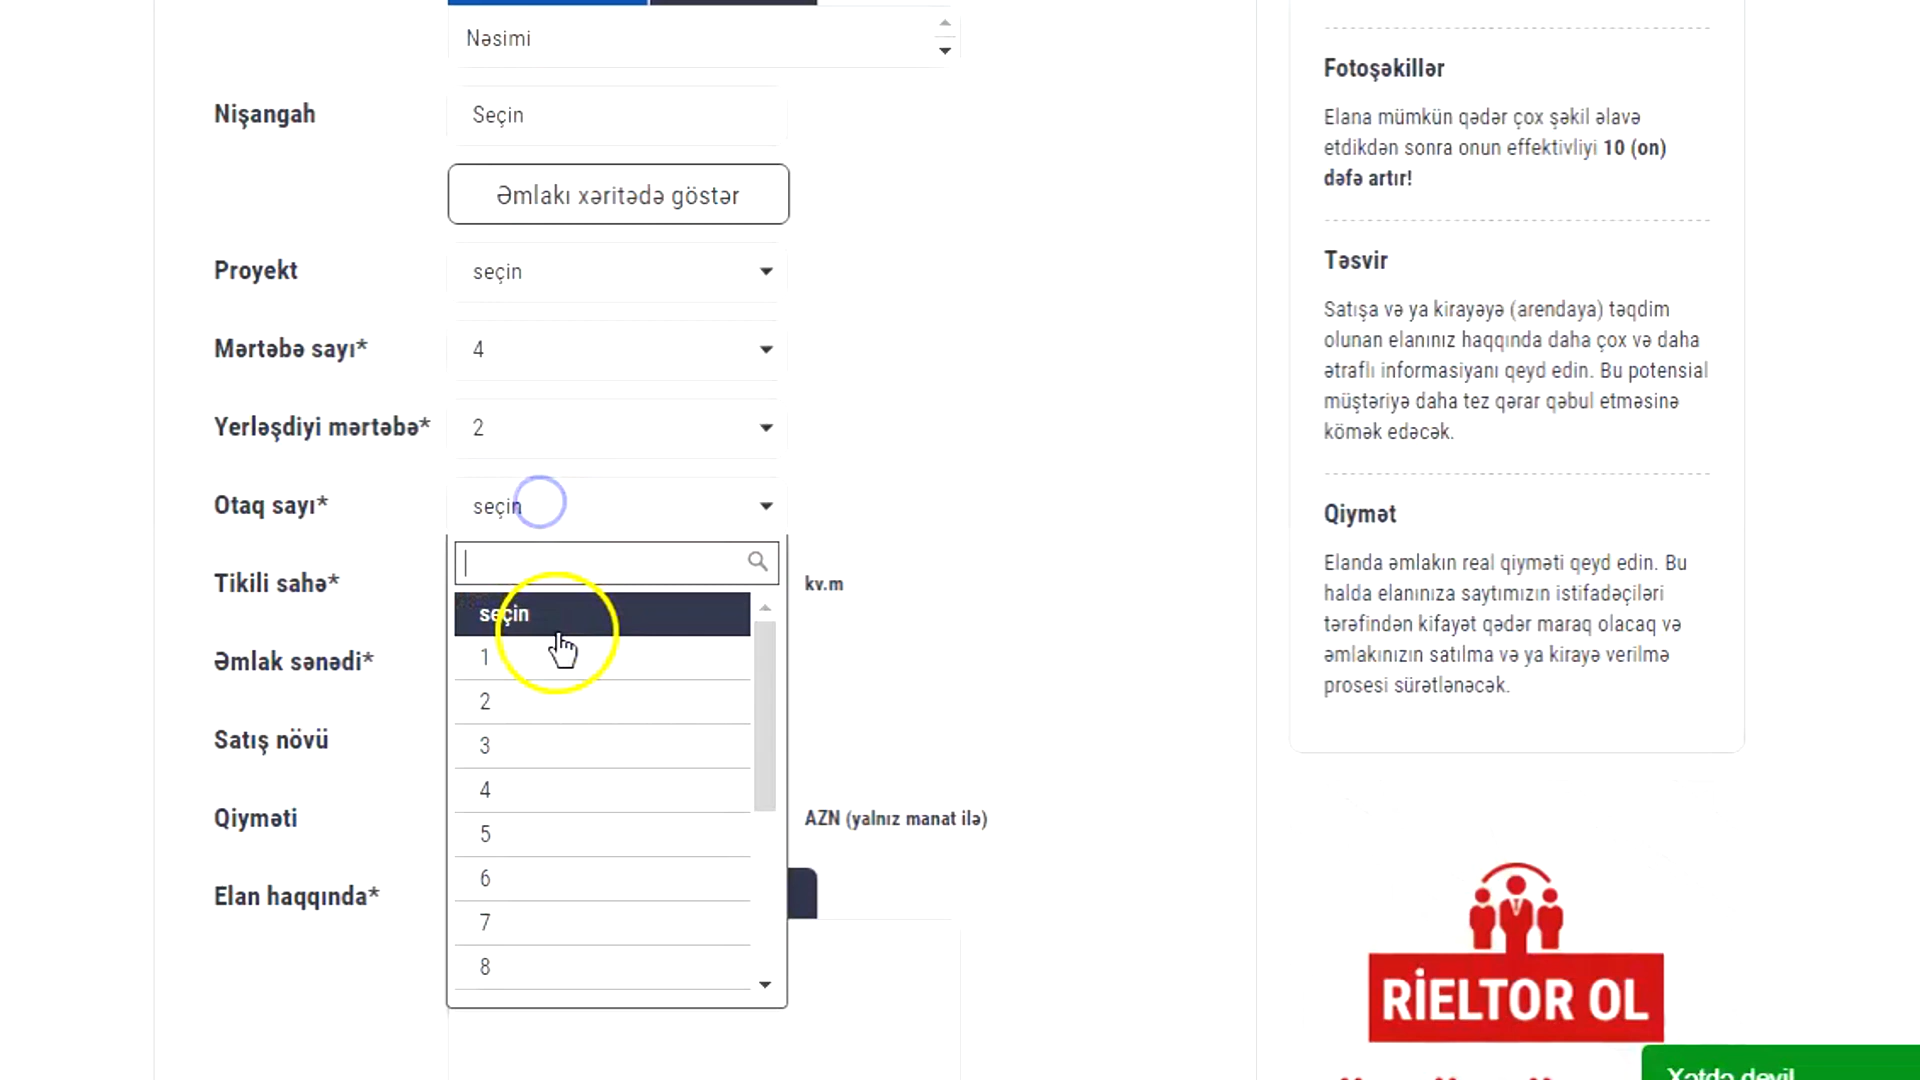 Nəsimi
Nişangah
Seçin
Əmlakı xəritədə göstər
Proyekt
seçin
Mərtəbə sayı*
4
Yerləşdiyi mərtəbə*
2
Otaq sayı*
seçin
seçin
1
2
3
4
5
6
7
8
Tikili sahə*
kv.m
Əmlak sənədi*
Satış növü
Qiyməti
AZN (yalnız manat ilə)
Elan haqqında*
Fotoşəkillər
Elana mümkün qədər çox şəkil əlavə
etdikdən sonra onun effektivliyi 10 (on)
dəfə artır!
Təsvir
Satışa və ya kirayəyə (arendaya) təqdim
olunan elanınız haqqında daha çox və daha
ətraflı informasiyanı qeyd edin. Bu potensial
müştəriyə daha tez qərar qəbul etməsinə
kömək edəcək.
Qiymət
Elanda əmlakın real qiyməti qeyd edin. Bu
halda elanınıza saytımızın istifadəçiləri
tərəfindən kifayət qədər maraq olacaq və
əmlakınızın satılma və ya kirayə verilmə
prosesi sürətlənəcək.
RİELTOR OL